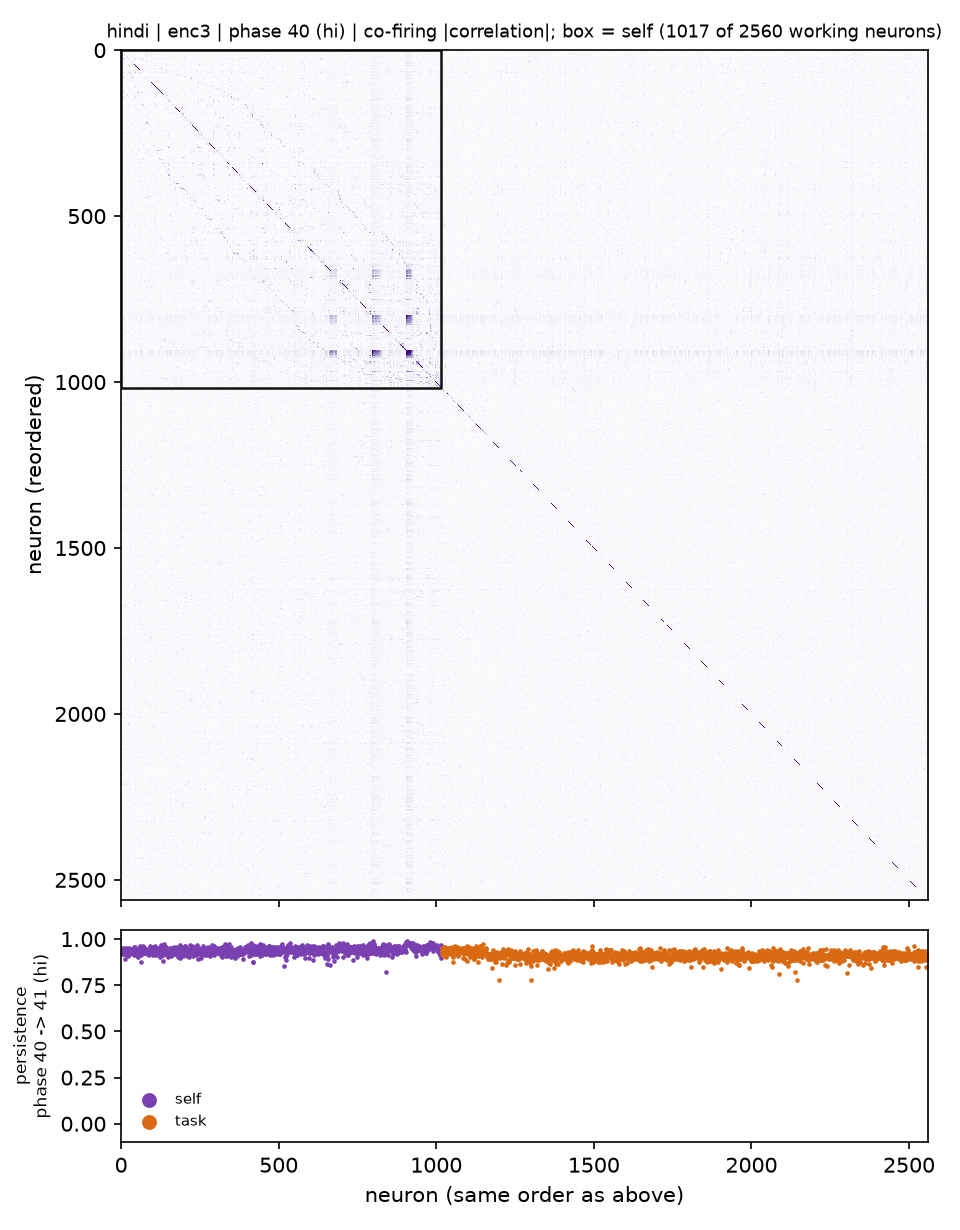 hindi | enc3 | phase 40 (hi) | co-firing |correlation|; box = self (1017 of 2560 working neurons)
0
500
1000
1500
2000
2500
neuron (reordered)
1.00
0.75
0.50
0.25
0.00
persistence
phase 40 -> 41 (hi)
self
task
0 500 1000 1500 2000 2500
neuron (same order as above)